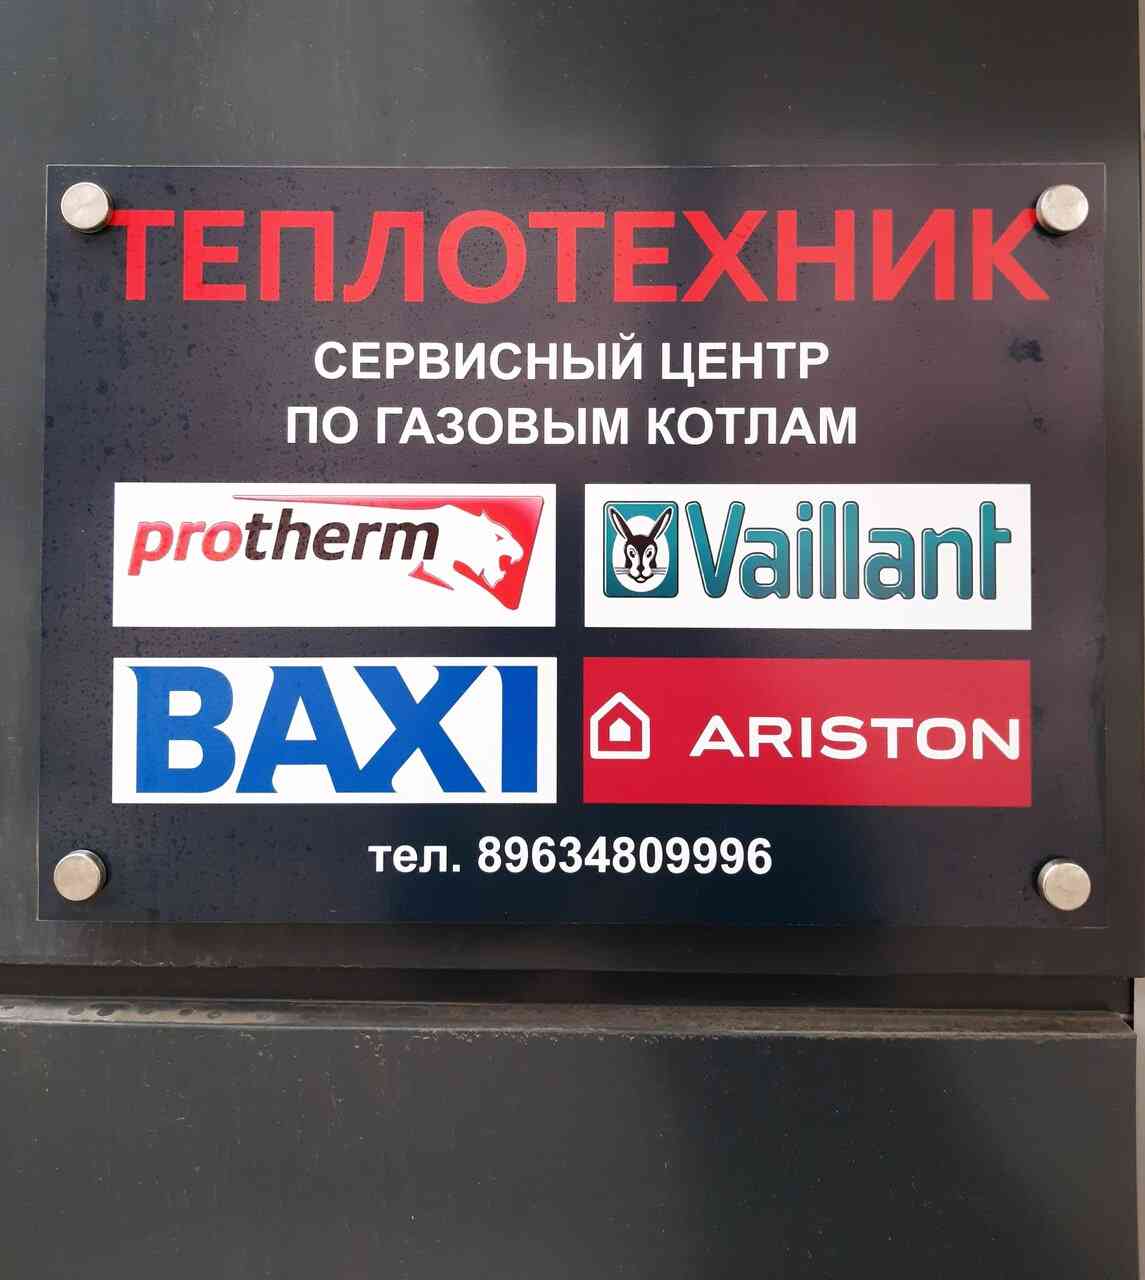 ТЕПЛОТЕХНИК
СЕРВИСНЫЙ ЦЕНТР
ПО ГАЗОВЫМ КОТЛАМ
protherm Vaillant
BAXI ARISTON
тел. 89634809996